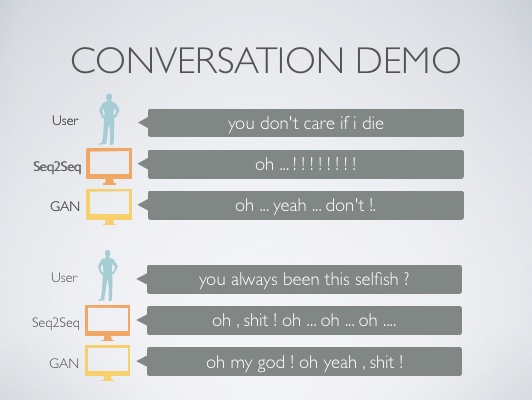 CONVERSATION DEMO
User
you don't care if i die
Seq2Seq
oh ... ! ! ! ! ! ! ! !
GAN
oh ... yeah ... don't !.
User
you always been this selfish ?
Seq2Seq
oh , shit ! oh ... oh ... oh ....
GAN
oh my god ! oh yeah , shit !